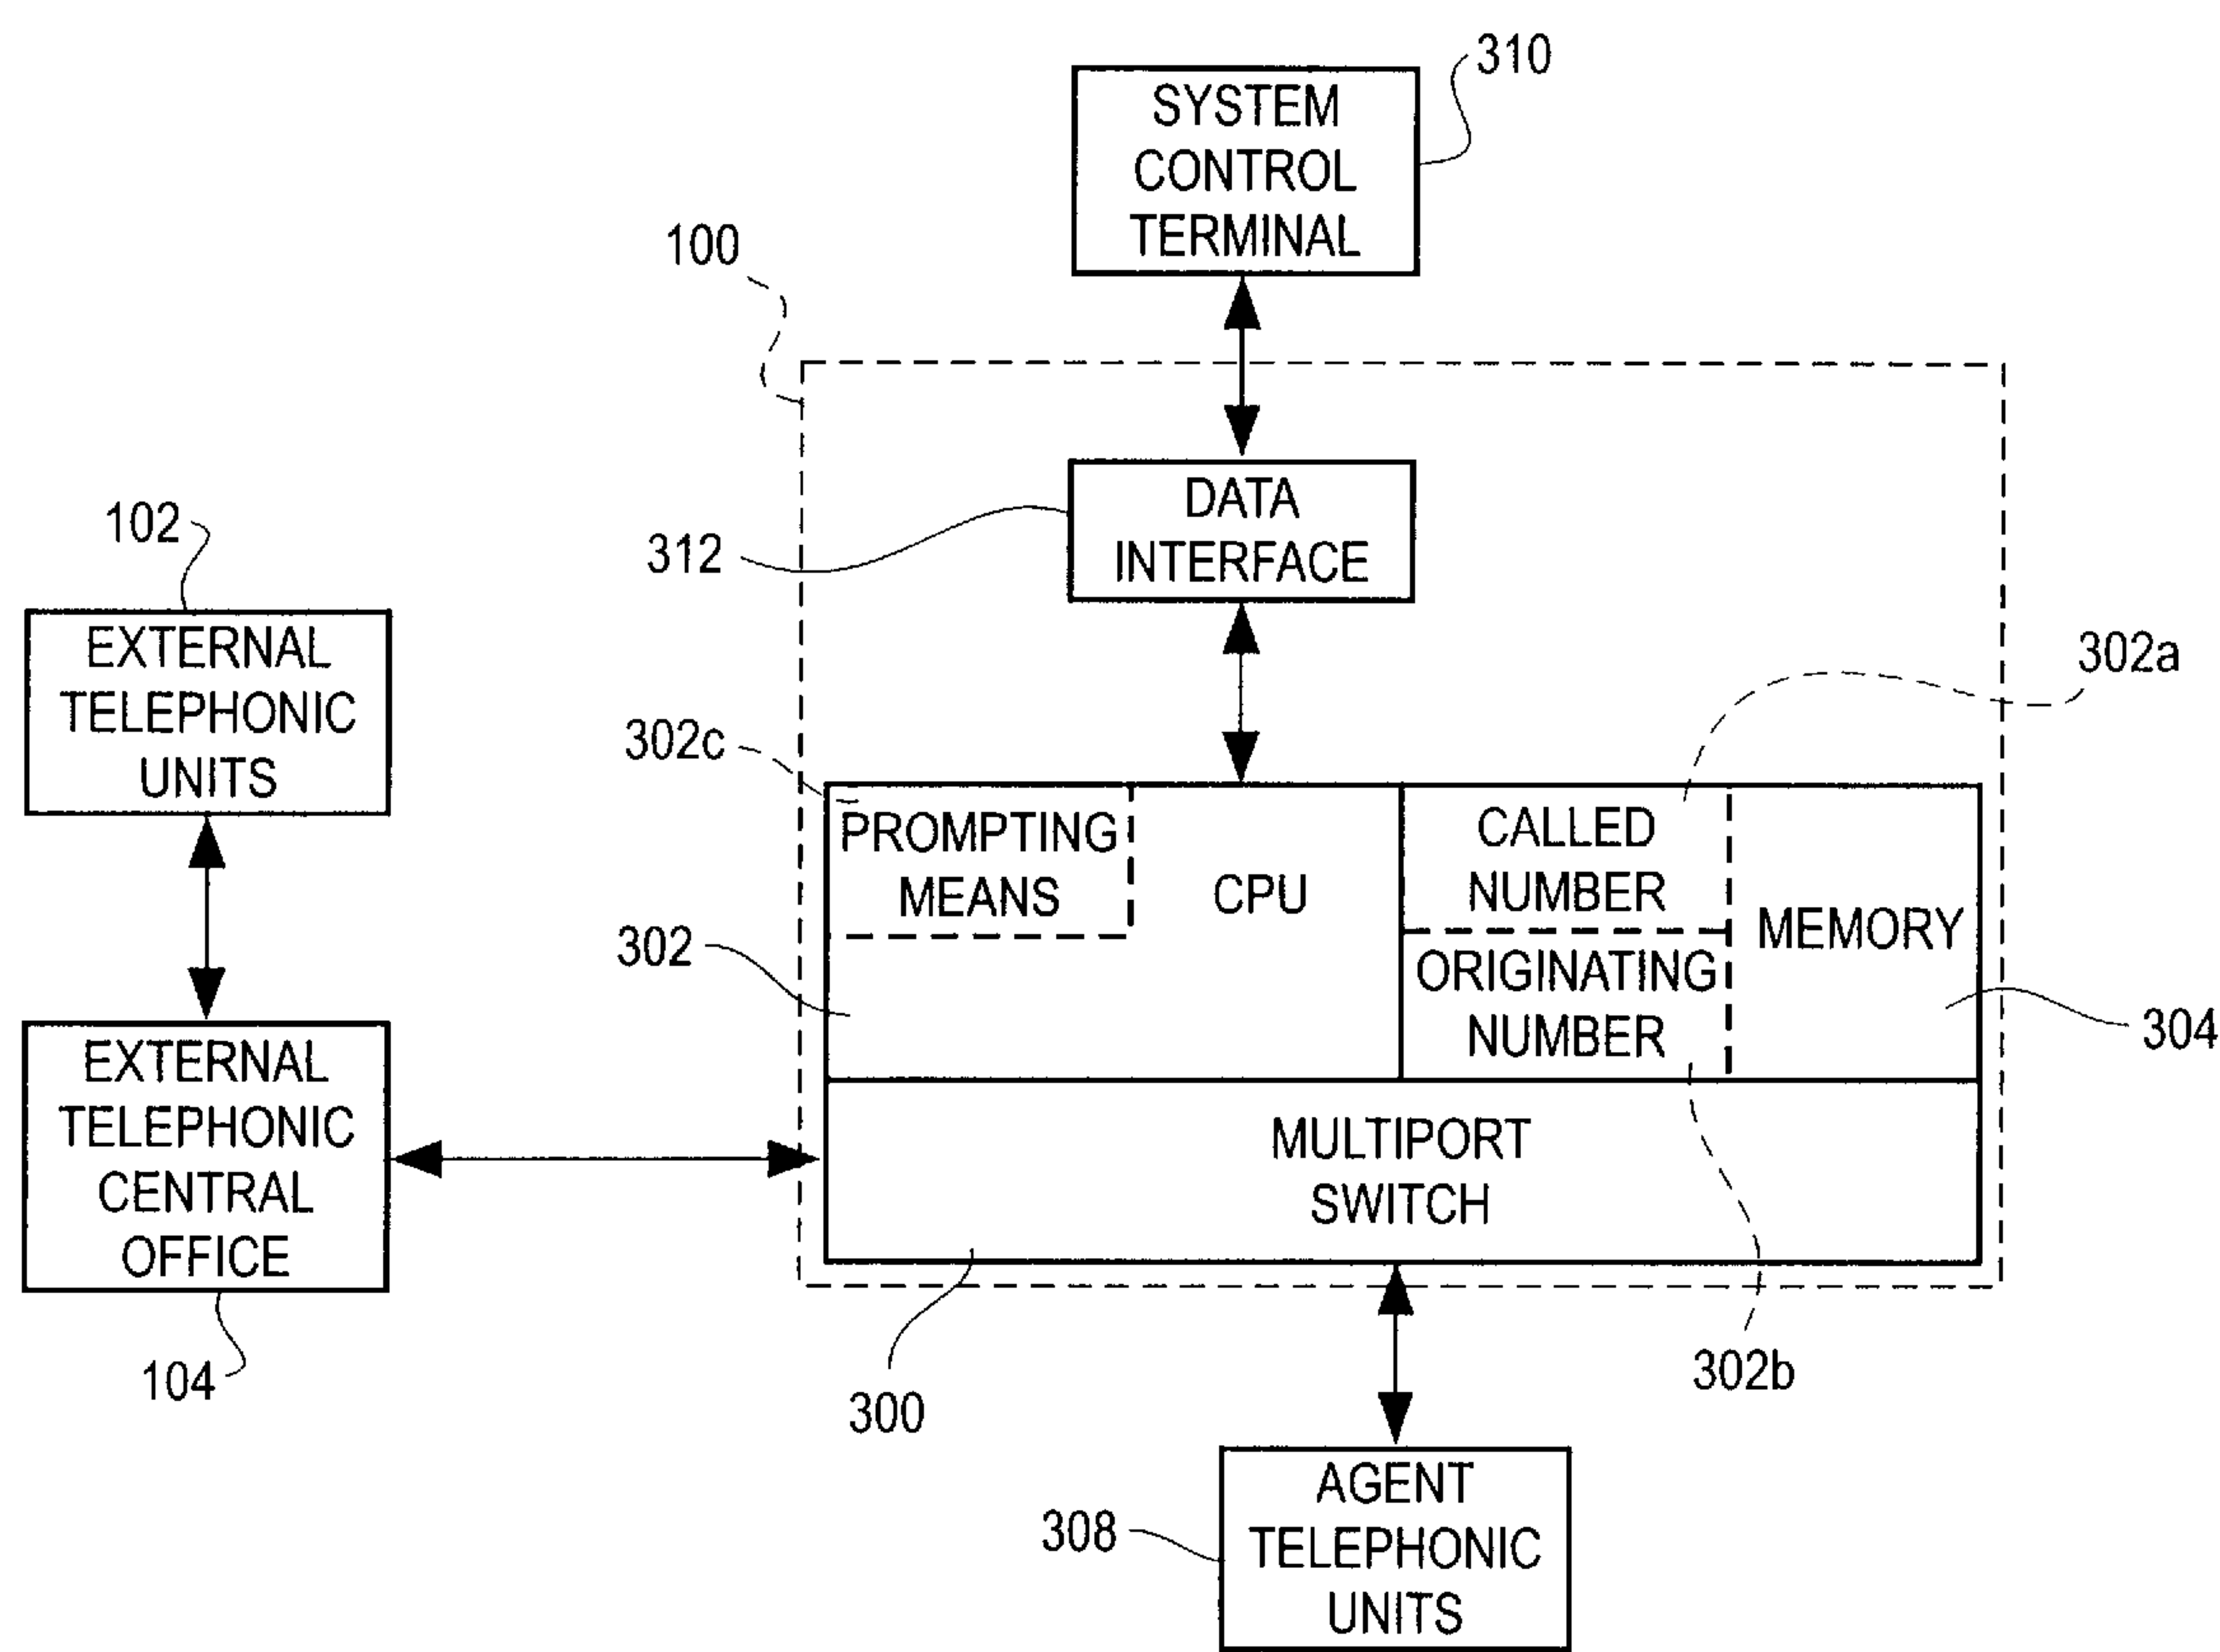 310
SYSTEM
CONTROL
TERMINAL
100
DATA
INTERFACE
312
102
EXTERNAL
TELEPHONIC
UNITS
302a
302c
PROMPTING
MEANS
CPU
CALLED
NUMBER
ORIGINATING
NUMBER
MEMORY
302
304
EXTERNAL
TELEPHONIC
CENTRAL
OFFICE
MULTIPORT
SWITCH
104
300
302b
308
AGENT
TELEPHONIC
UNITS